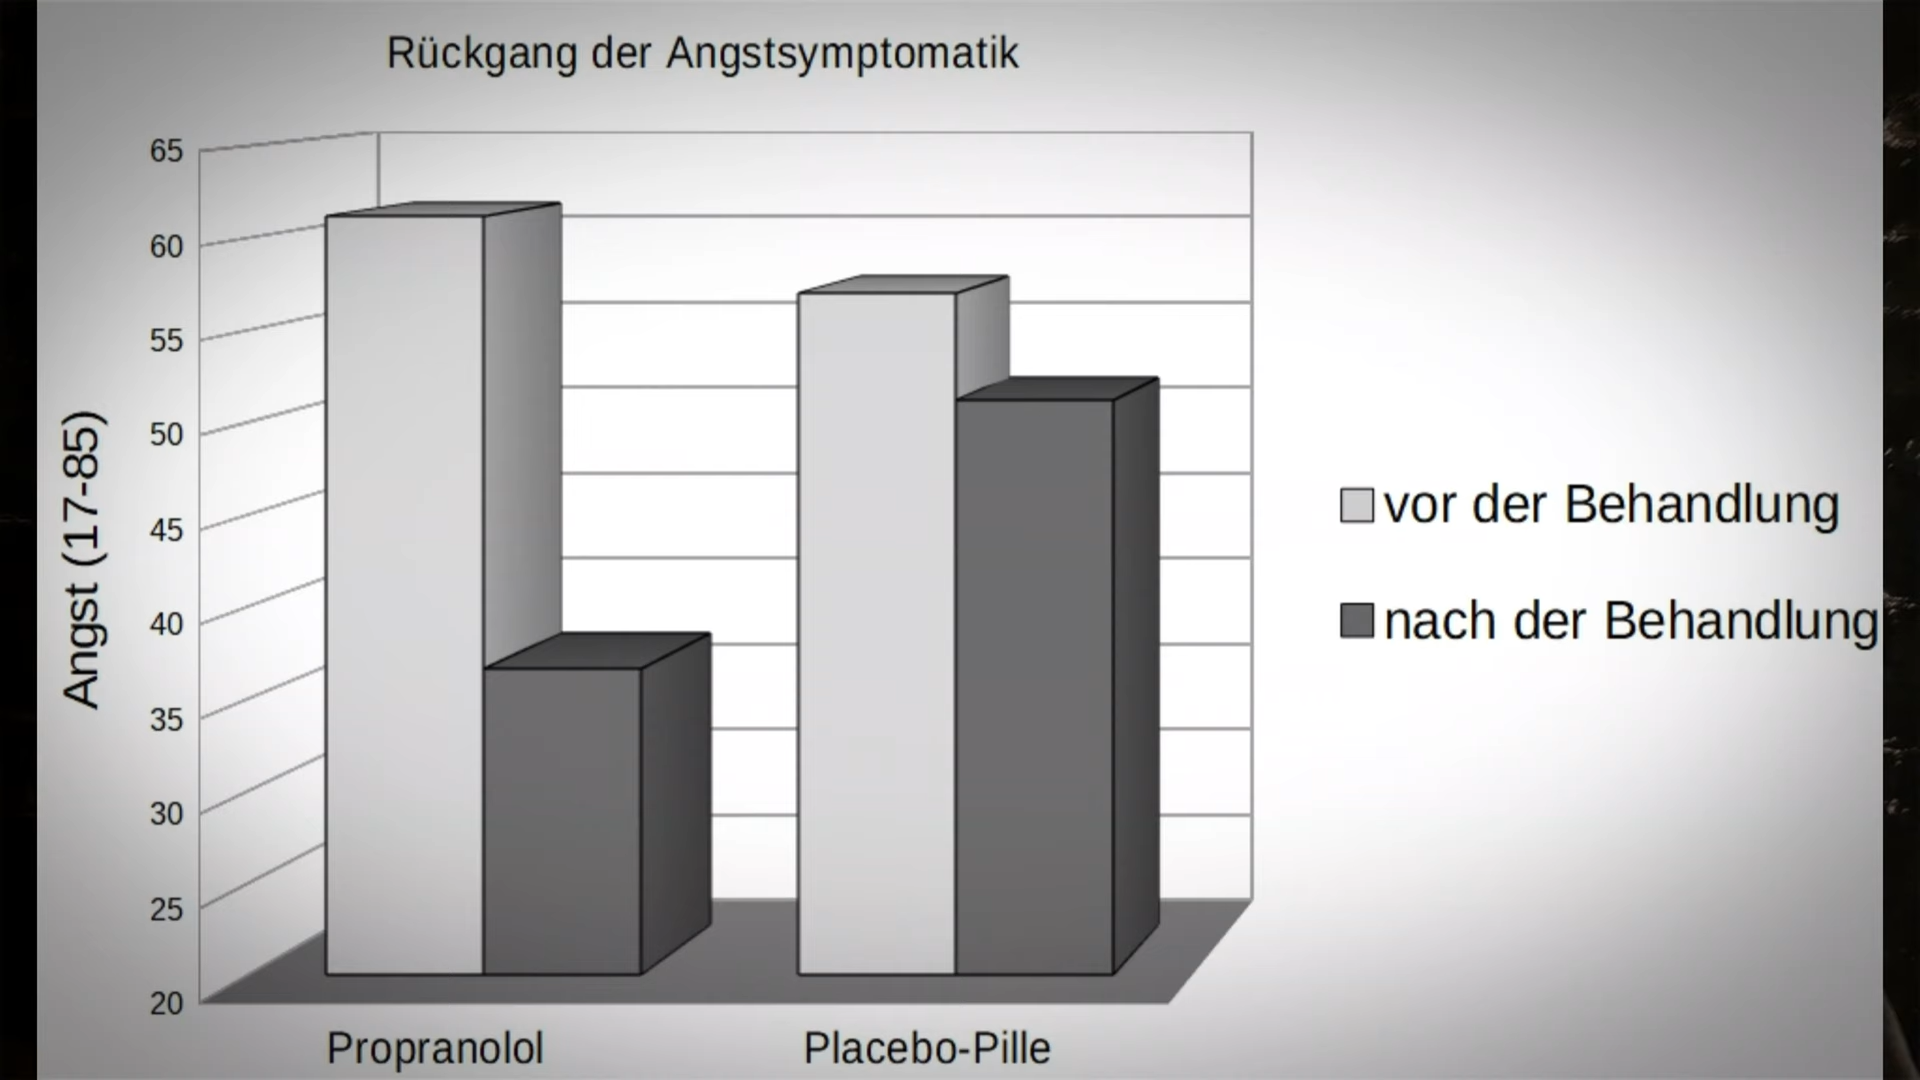 Rückgang der Angstsymptomatik
65
60
55
50
45
40
35
30
25
20
Angst (17-85)
Propranolol
Placebo-Pille
vor der Behandlung
nach der Behandlung